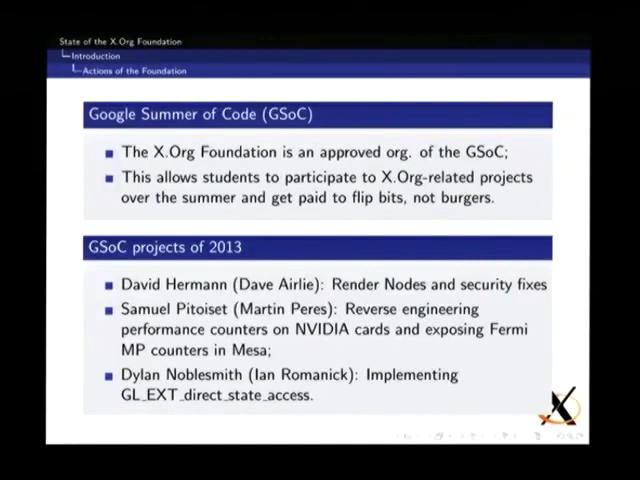 State of the X.Org Foundation
Introduction
Actions of the Foundation
Google Summer of Code (GSoC)
The X.Org Foundation is an approved org. of the GSoC;
This allows students to participate to X.Org-related projects
over the summer and get paid to flip bits, not burgers.
GSoC projects of 2013
David Hermann (Dave Airlie): Render Nodes and security fixes
Samuel Pitoiset (Martin Peres): Reverse engineering
performance counters on NVIDIA cards and exposing Fermi
MP counters in Mesa;
Dylan Noblesmith (Ian Romanick): Implementing
GL_EXT_direct_state_access.